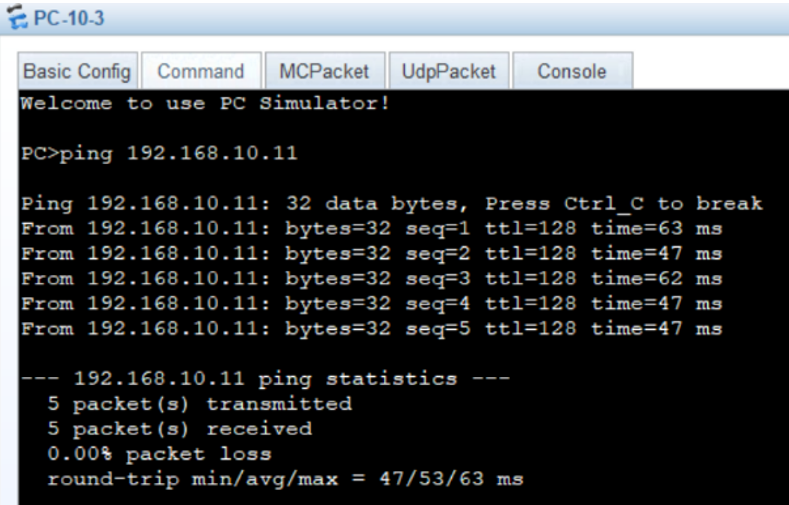 PC-10-3
Basic Config Command MCPacket UdpPacket Console
Welcome to use PC Simulator!
PC>ping 192.168.10.11
Ping 192.168.10.11: 32 data bytes, Press Ctrl_C to break
From 192.168.10.11: bytes=32 seq=1 ttl=128 time=63 ms
From 192.168.10.11: bytes=32 seq=2 ttl=128 time=47 ms
From 192.168.10.11: bytes=32 seq=3 ttl=128 time=62 ms
From 192.168.10.11: bytes=32 seq=4 ttl=128 time=47 ms
From 192.168.10.11: bytes=32 seq=5 ttl=128 time=47 ms
--- 192.168.10.11 ping statistics ---
5 packet(s) transmitted
5 packet(s) received
0.00% packet loss
round-trip min/avg/max = 47/53/63 ms